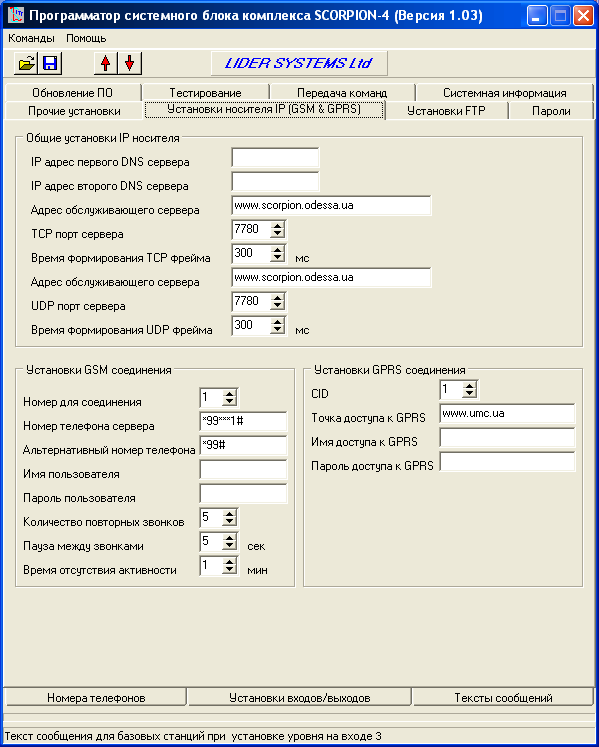 Программатор системного блока комплекса SCORPION-4 (Версия 1.03)
Команды Помощь
LIDER SYSTEMS Ltd
Обновление ПО Тестирование Передача команд Системная информация
Прочие установки Установки носителя IP (GSM & GPRS) Установки FTP Пароли
Общие установки IP носителя
IP адрес первого DNS сервера
IP адрес второго DNS сервера
Адрес обслуживающего сервера www.scorpion.odessa.ua
TCP порт сервера 7780
Время формирования TCP фрейма 300 мс
Адрес обслуживающего сервера www.scorpion.odessa.ua
UDP порт сервера 7780
Время формирования UDP фрейма 300 мс
Установки GSM соединения
Номер для соединения 1
Номер телефона сервера *99***1#
Альтернативный номер телефона *99#
Имя пользователя
Пароль пользователя
Количество повторных звонков 5
Пауза между звонками 5 сек
Время отсутствия активности 1 мин
Установки GPRS соединения
CID 1
Точка доступа к GPRS www.umc.ua
Имя доступа к GPRS
Пароль доступа к GPRS
Номера телефонов Установки входов/выходов Тексты сообщений
Текст сообщения для базовых станций при установке уровня на входе 3